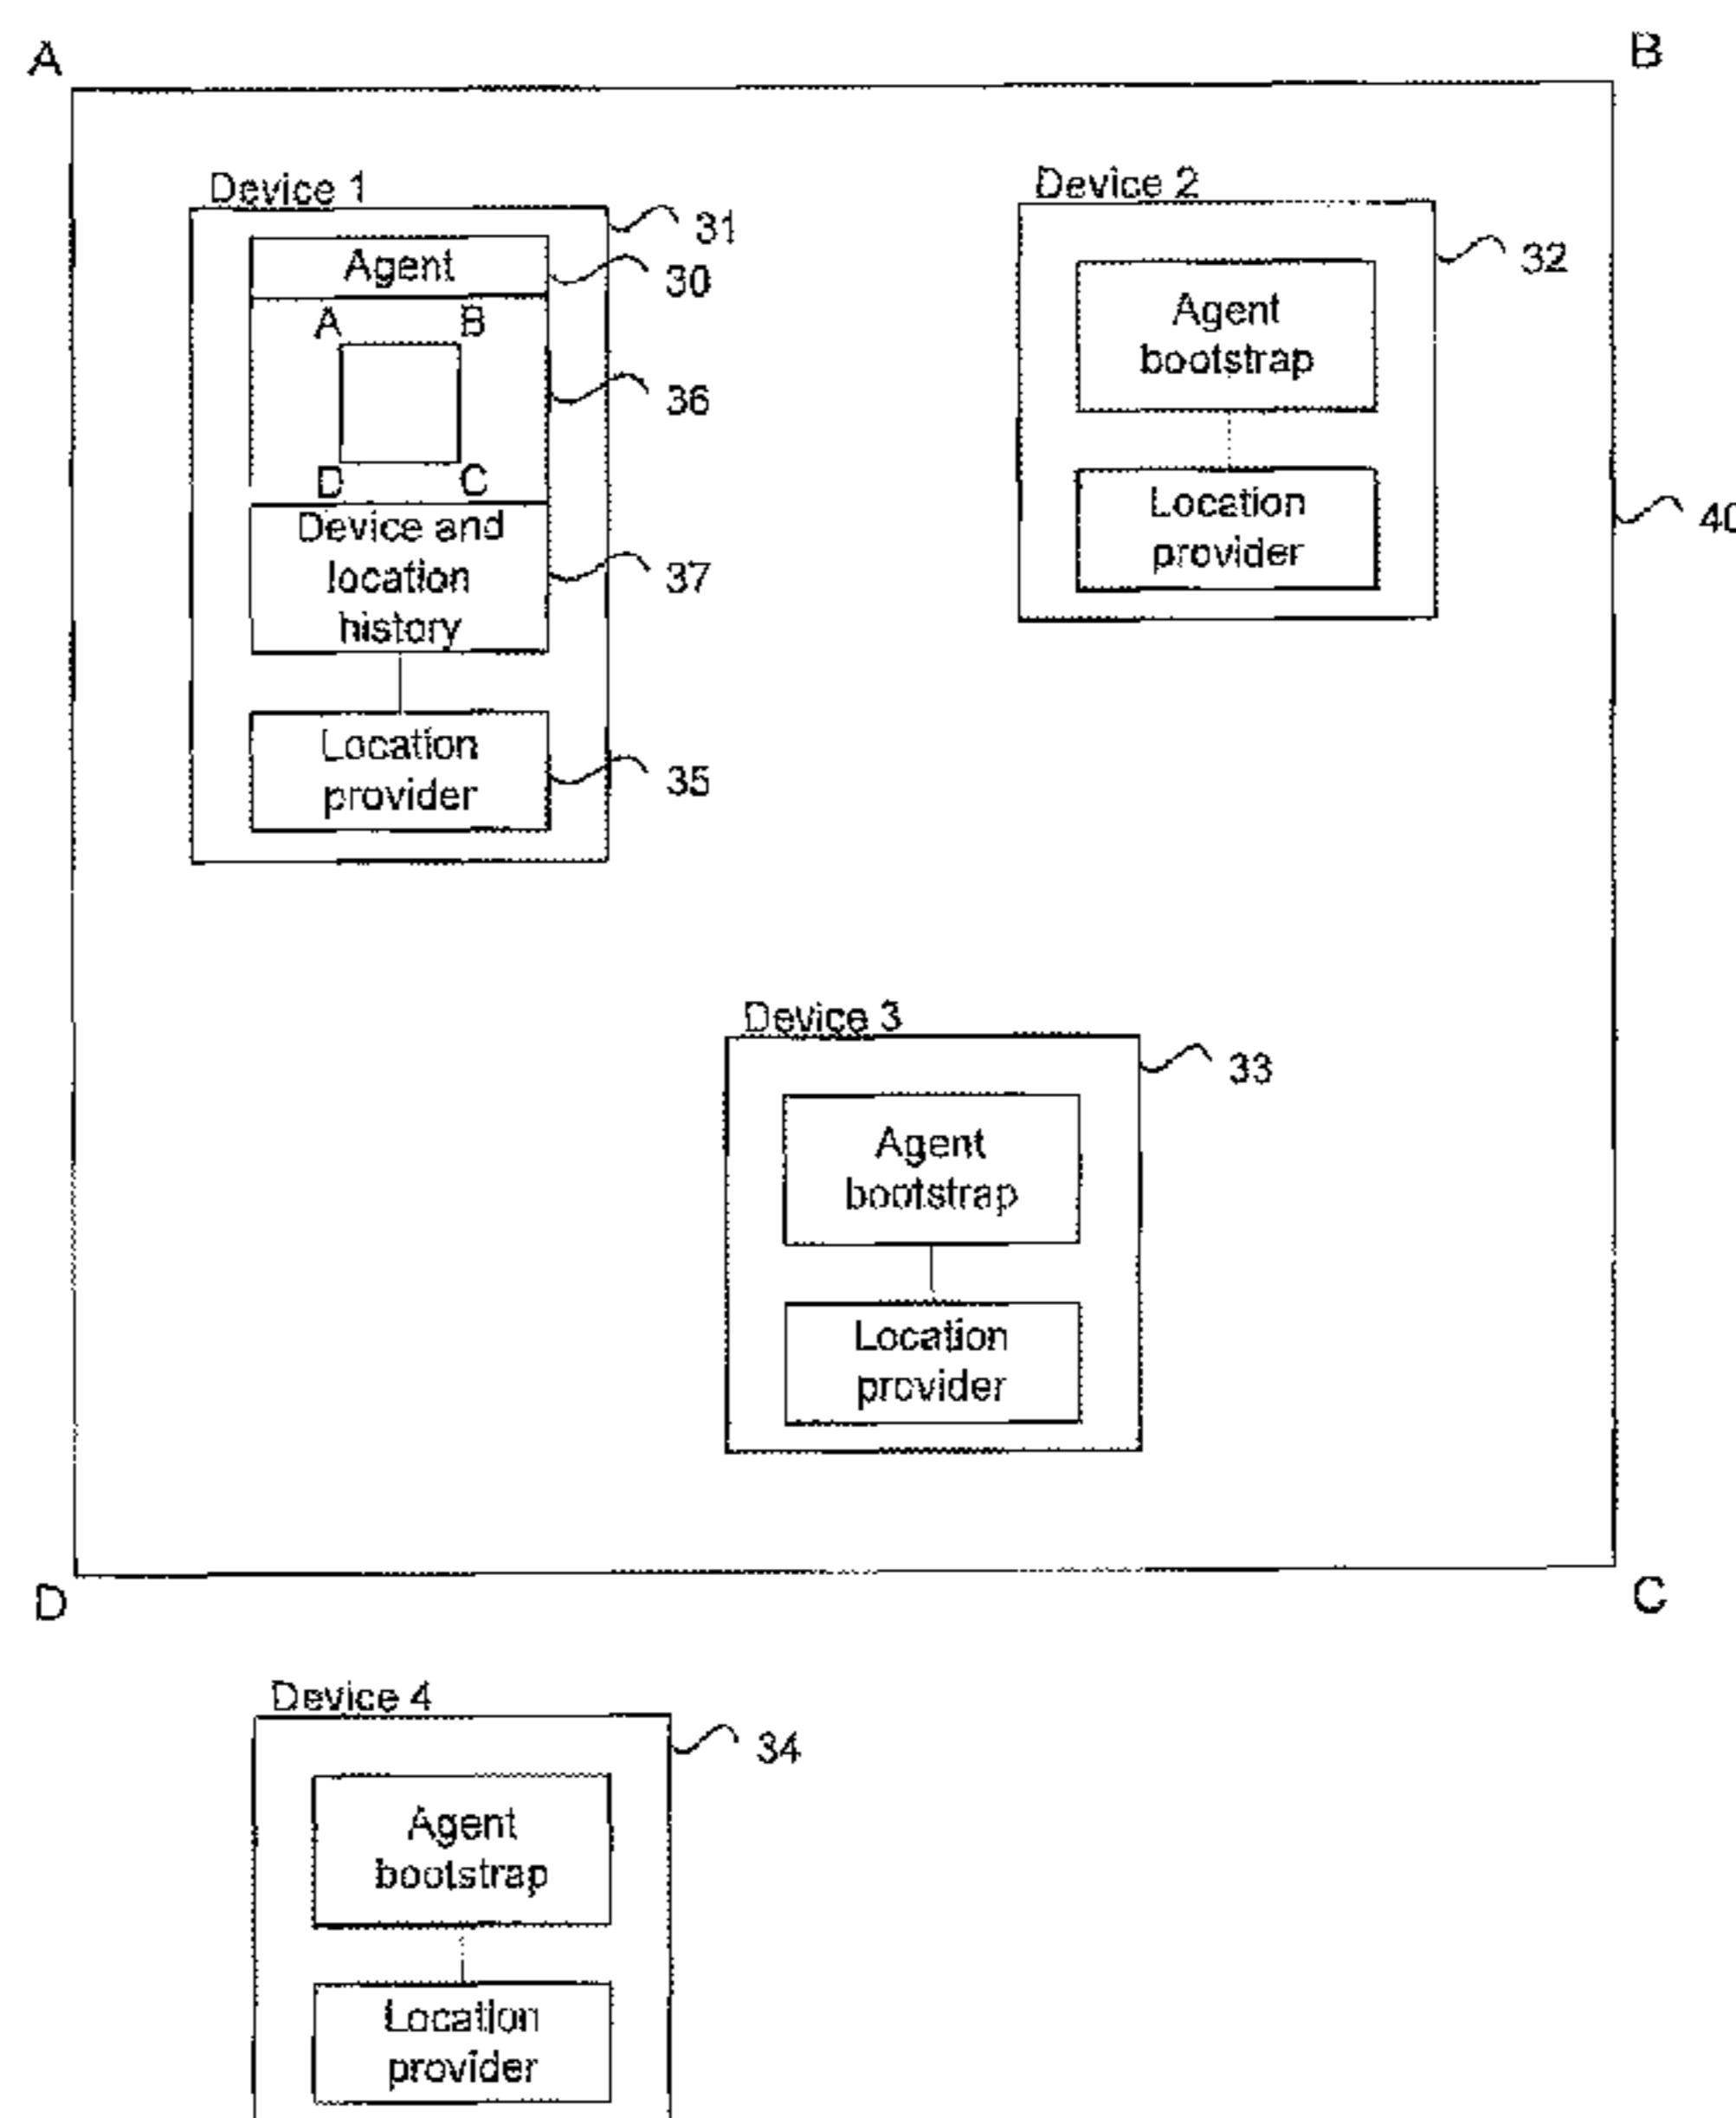 A
B
Device 1
31
Agent
30
A
B
36
D
C
Device and
location
history
37
Location
provider
35
Device 2
32
Agent
bootstrap
Location
provider
40
Device 3
33
Agent
bootstrap
Location
provider
D
C
Device 4
34
Agent
bootstrap
Location
provider